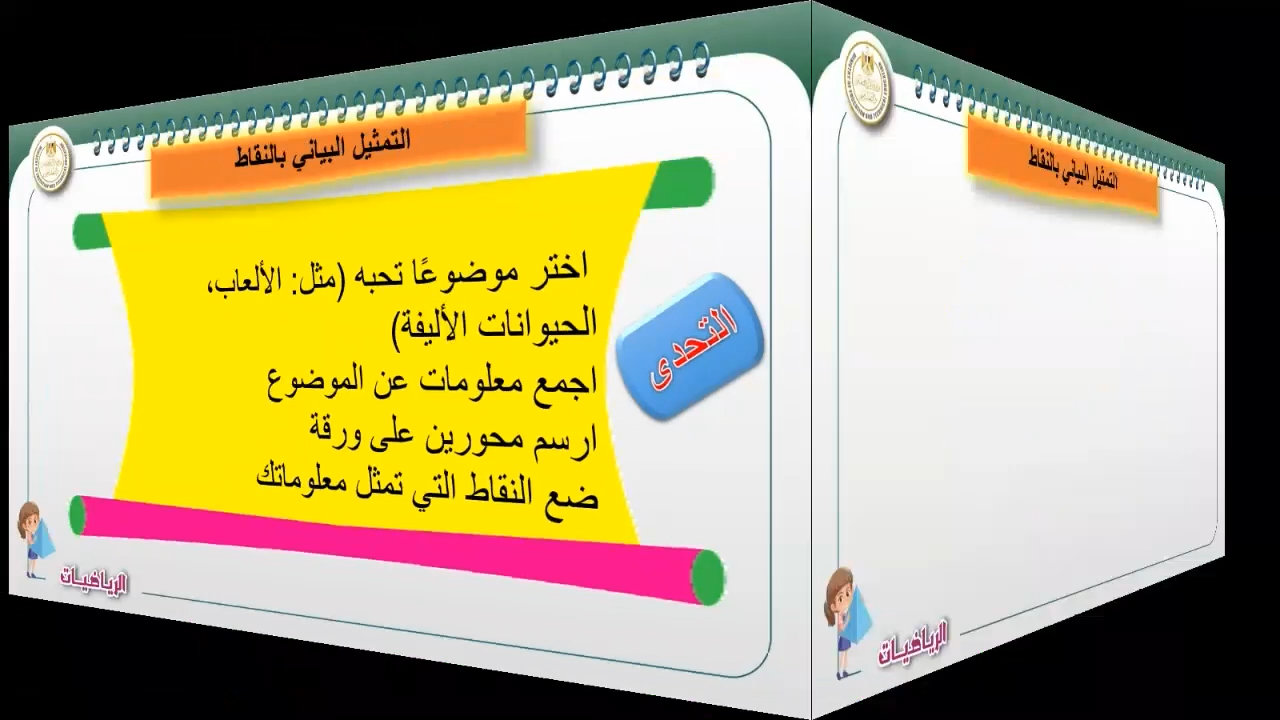 التمثيل البياني بالنقاط
اختر موضوعًا تحبه (مثل: الألعاب،
الحيوانات الأليفة)
اجمع معلومات عن الموضوع
ارسم محورين على ورقة
ضع النقاط التي تمثل معلوماتك
التحدى
الرياضيات
التمثيل البياني بالنقاط
الرياضيات